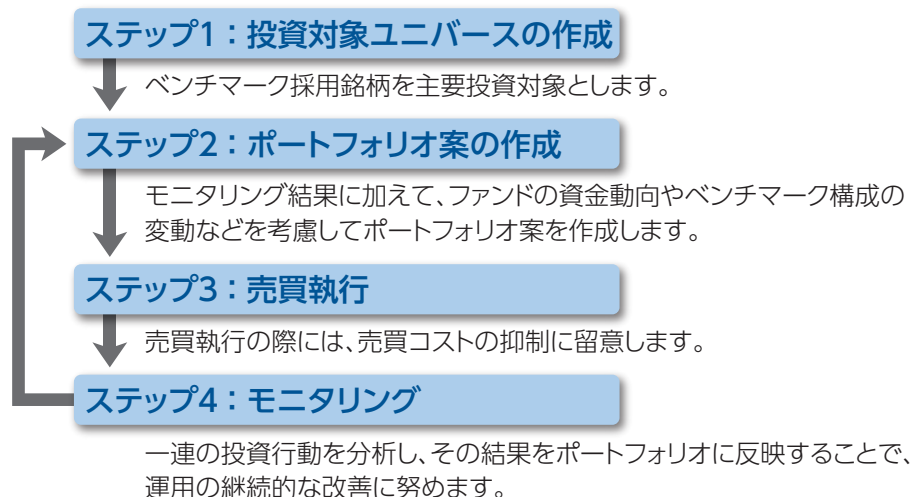 ステップ1：投資対象ユニバースの作成
ベンチマーク採用銘柄を主要投資対象とします。
ステップ2：ポートフォリオ案の作成
モニタリング結果に加えて、ファンドの資金動向やベンチマーク構成の
変動などを考慮してポートフォリオ案を作成します。
ステップ3：売買執行
売買執行の際には、売買コストの抑制に留意します。
ステップ4：モニタリング
一連の投資行動を分析し、その結果をポートフォリオに反映することで、
運用の継続的な改善に努めます。